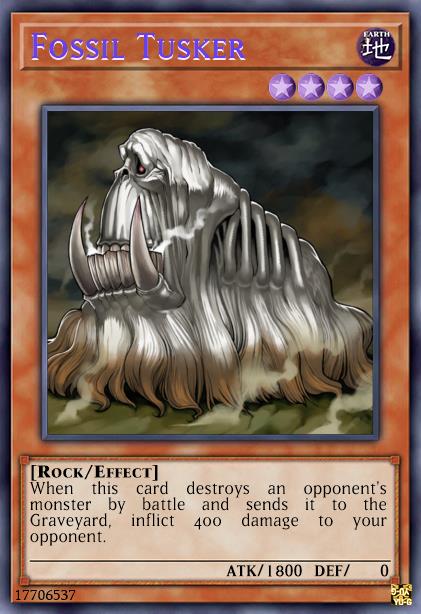 Fossil Tusker
EARTH
地
[Rock/Effect]
When this card destroys an opponent's
monster by battle and sends it to the
Graveyard, inflict 400 damage to your
opponent.
ATK/1800 DEF/ 0
17706537